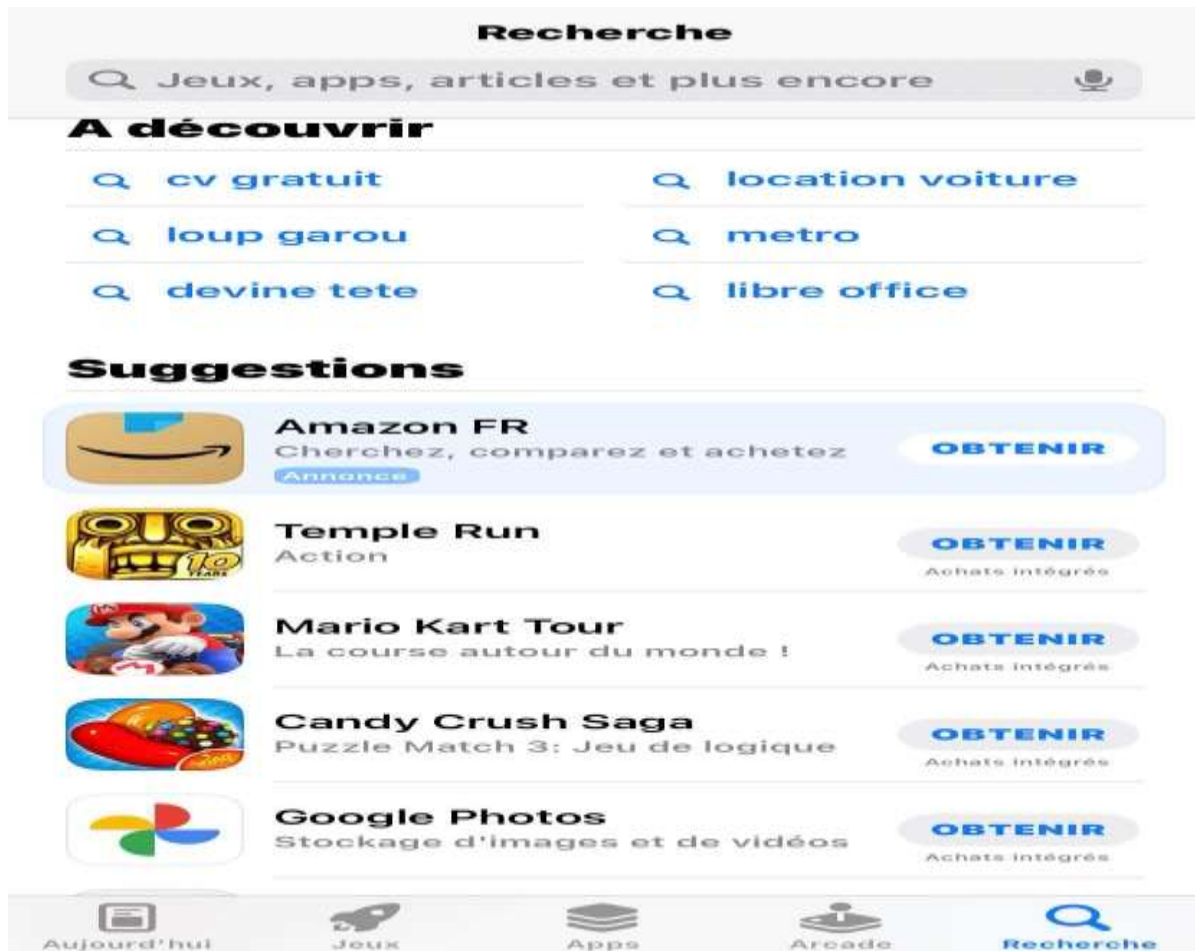 Recherche
Jeux, apps, articles et plus encore
A découvrir
cv gratuit
location voiture
loup garou
metro
devine tete
libre office
Suggestions
Amazon FR
Cherchez, comparez et achetez
Annonce
OBTENIR
10
YEARS
Temple Run
Action
OBTENIR
Achats intégrés
Mario Kart Tour
La course autour du monde !
OBTENIR
Achats intégrés
Candy Crush Saga
Puzzle Match 3: Jeu de logique
OBTENIR
Achats intégrés
Google Photos
Stockage d'images et de vidéos
OBTENIR
Achats intégrés
Aujourd'hui
Jeux
Apps
Arcade
Recherche